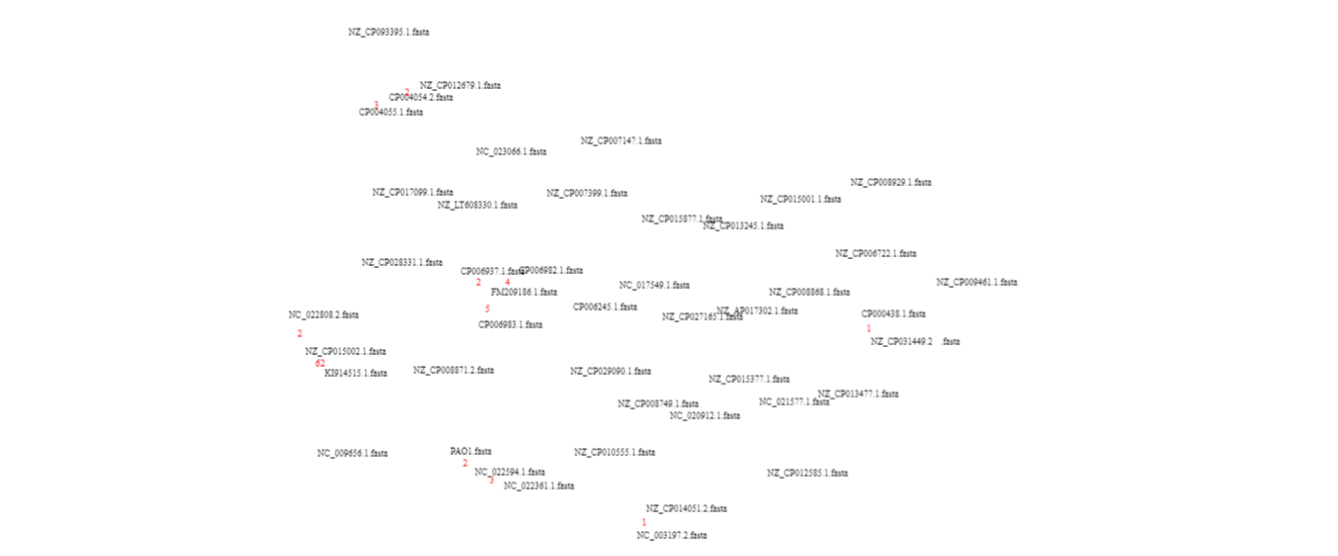 NZ_CP093395.1.fasta
NZ_CP012679.1.fasta
2
CP004054.2.fasta
3
CP004055.1.fasta
NZ_CP007147.1.fasta
NC_023066.1.fasta
NZ_CP008929.1.fasta
NZ_CP017099.1.fasta
NZ_CP007399.1.fasta
NZ_CP015001.1.fasta
NZ_LT608330.1.fasta
NZ_CP015877.1.fasta
NZ_CP013245.1.fasta
NZ_CP006722.1.fasta
NZ_CP028331.1.fasta
CP006937.1.fasta
CP006982.1.fasta
2
4
NC_017549.1.fasta
NZ_CP009461.1.fasta
FM209186.1.fasta
NZ_CP008868.1.fasta
5
CP006245.1.fasta
NZ_AP017302.1.fasta
NC_022808.2.fasta
NZ_CP027165.1.fasta
CP000438.1.fasta
CP006983.1.fasta
1
2
NZ_CP031449.2 .fasta
NZ_CP015002.1.fasta
62
KI914515.1.fasta
NZ_CP008871.2.fasta
NZ_CP029090.1.fasta
NZ_CP015377.1.fasta
NZ_CP013477.1.fasta
NZ_CP008749.1.fasta
NC_021577.1.fasta
NC_020912.1.fasta
NC_009656.1.fasta
PAO1.fasta
NZ_CP010555.1.fasta
2
NC_022594.1.fasta
NZ_CP012585.1.fasta
3
NC_022361.1.fasta
NZ_CP014051.2.fasta
1
NC_003197.2.fasta